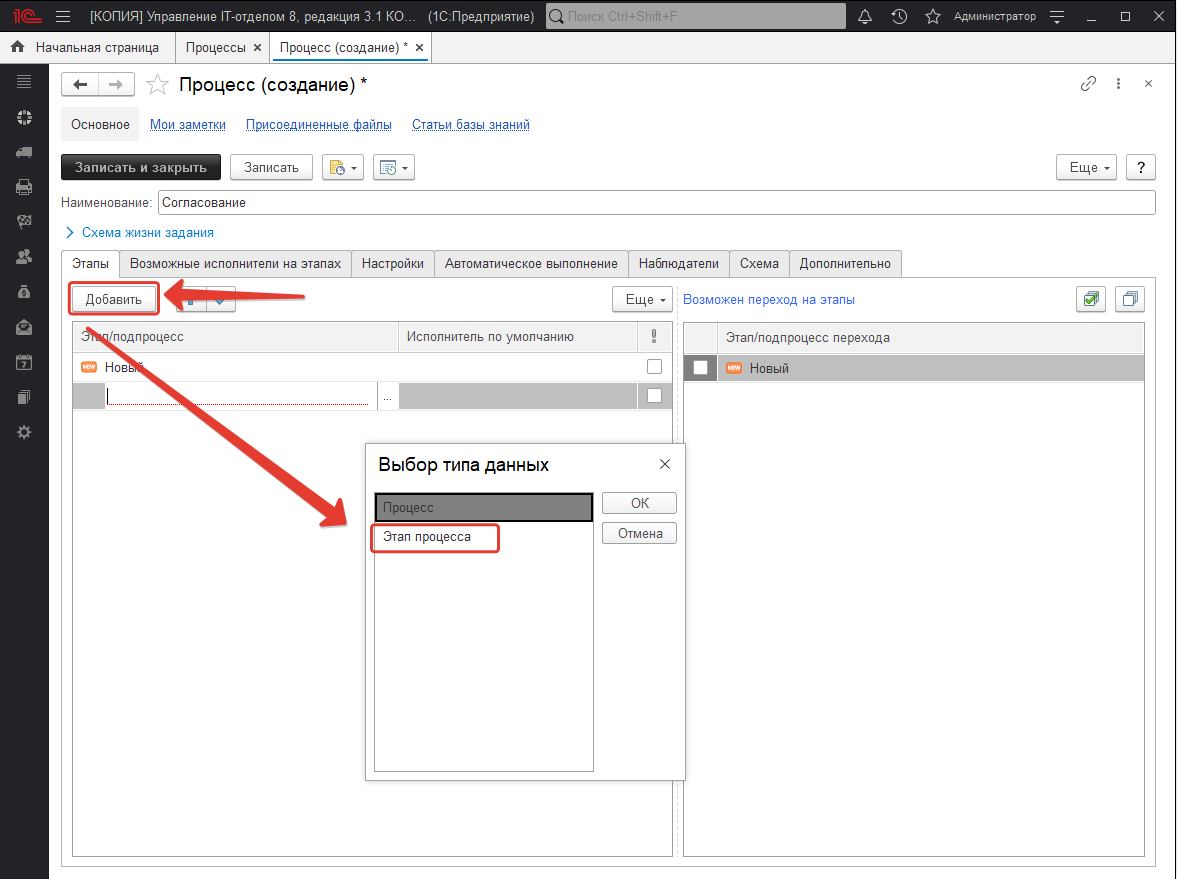 1С [КОПИЯ] Управление IT-отделом 8, редакция 3.1 КО... (1С:Предприятие) Поиск Ctrl+Shift+F Администратор
Начальная страница Процессы × Процесс (создание) * ×
Процесс (создание) *
Основное Мои заметки Присоединенные файлы Статьи базы знаний
Записать и закрыть Записать Еще ?
Наименование: Согласование
Схема жизни задания
Этапы Возможные исполнители на этапах Настройки Автоматическое выполнение Наблюдатели Схема Дополнительно
Добавить Еще Возможен переход на этапы
Этап/подпроцесс Исполнитель по умолчанию Этап/подпроцесс перехода
NEW Новый NEW Новый
...
Выбор типа данных
Процесс ОК
Этап процесса Отмена
7